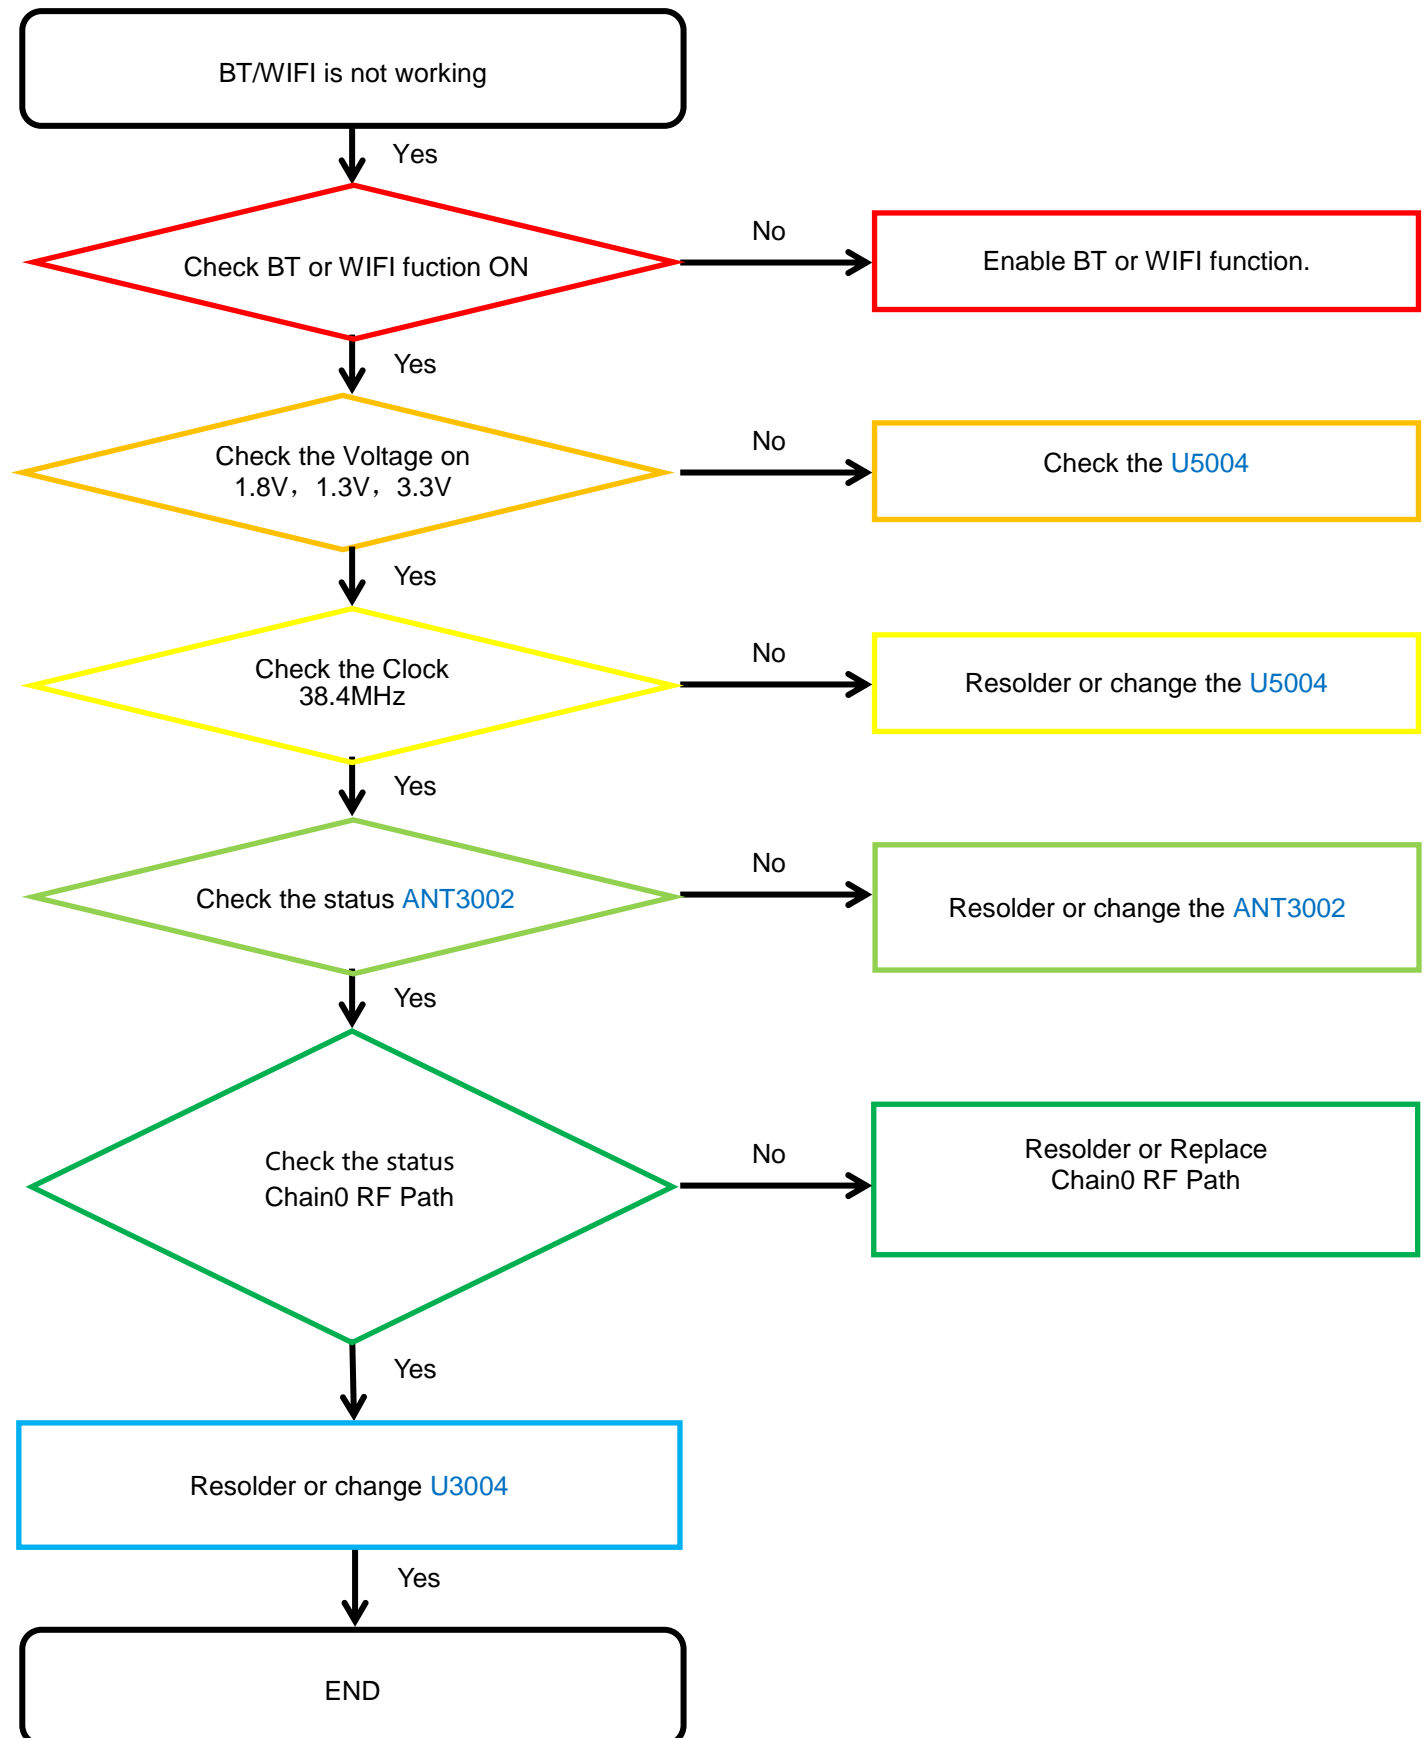 BT/WIFI is not working
Yes
Check BT or WIFI fuction ON
No
Enable BT or WIFI function.
Yes
Check the Voltage on
1.8V，1.3V，3.3V
No
Check the U5004
Yes
Check the Clock
38.4MHz
No
Resolder or change the U5004
Yes
Check the status ANT3002
No
Resolder or change the ANT3002
Yes
Check the status
Chain0 RF Path
No
Resolder or Replace
Chain0 RF Path
Yes
Resolder or change U3004
Yes
END